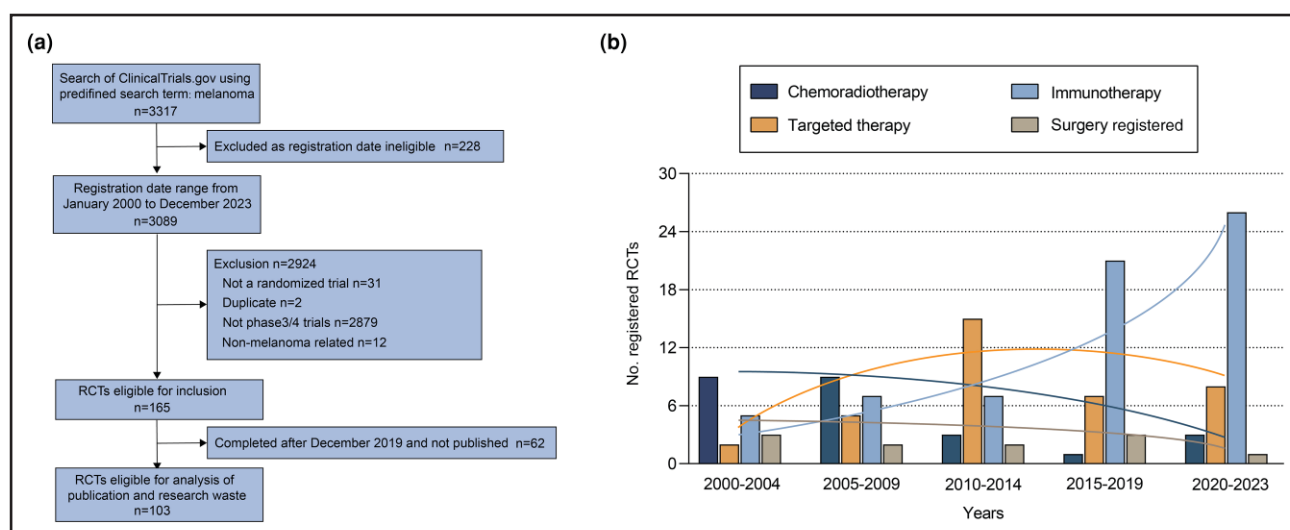 (a)
Search of ClinicalTrials.gov using
predifined search term: melanoma
n=3317
Excluded as registration date ineligible n=228
Registration date range from
January 2000 to December 2023
n=3089
Exclusion n=2924
Not a randomized trial n=31
Duplicate n=2
Not phase3/4 trials n=2879
Non-melanoma related n=12
RCTs eligible for inclusion
n=165
Completed after December 2019 and not published n=62
RCTs eligible for analysis of
publication and research waste
n=103
(b)
Chemoradiotherapy
Immunotherapy
Targeted therapy
Surgery registered
No. registered RCTs
30
24
18
12
6
0
2000-2004
2005-2009
2010-2014
2015-2019
2020-2023
Years